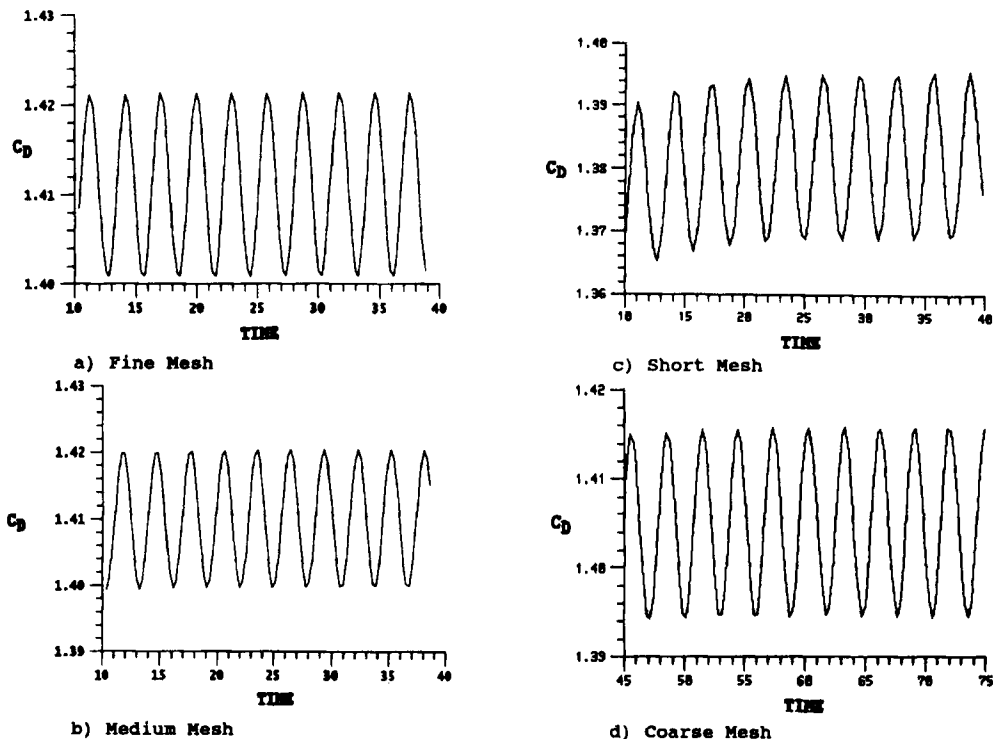 1.43
1.42
1.41
1.40
C_D
10 15 20 25 30 35 40
TIME
a) Fine Mesh
1.43
1.42
1.41
1.40
1.39
C_D
10 15 20 25 30 35 40
TIME
b) Medium Mesh
1.40
1.39
1.38
1.37
1.36
C_D
10 15 20 25 30 35 40
TIME
c) Short Mesh
1.42
1.41
1.40
1.39
C_D
45 50 55 60 65 70 75
TIME
d) Coarse Mesh